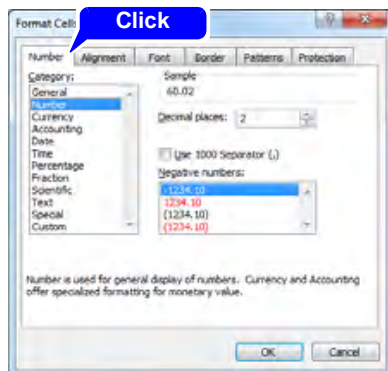 Format Cells
Click
Number Alignment Font Border Patterns Protection
Category:
General
Number
Currency
Accounting
Date
Time
Percentage
Fraction
Scientific
Text
Special
Custom
Sample
60.02
Decimal places: 2
Use 1000 Separator (,)
Negative numbers:
-1234.10
1234.10
(1234.10)
(1234.10)
Number is used for general display of numbers. Currency and Accounting
offer specialized formatting for monetary value.
OK Cancel